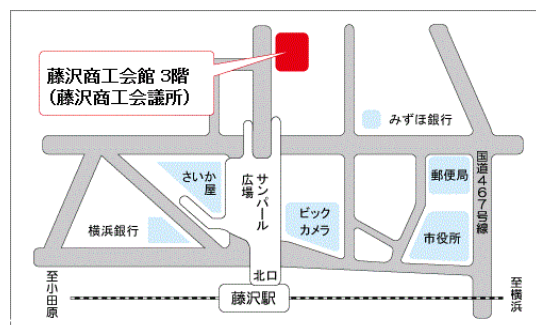 藤沢商工会館 3階
(藤沢商工会議所)
みずほ銀行
国道467号線
郵便局
さいか
屋
サンパール
広場
ビック
カメラ
市役所
横浜銀行
北口
藤沢駅
至小田原
至横浜